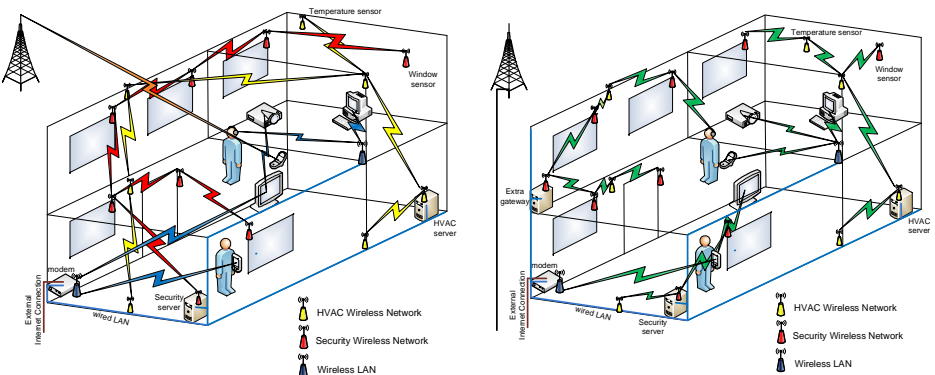 Temperature sensor
Window
sensor
HVAC
server
modem
Security
server
External
Internet Connection
wired LAN
HVAC Wireless Network
Security Wireless Network
Wireless LAN
Temperature sensor
Window
sensor
Extra
gateway
HVAC
server
modem
External
Internet Connection
wired LAN
Security
server
HVAC Wireless Network
Security Wireless Network
Wireless LAN